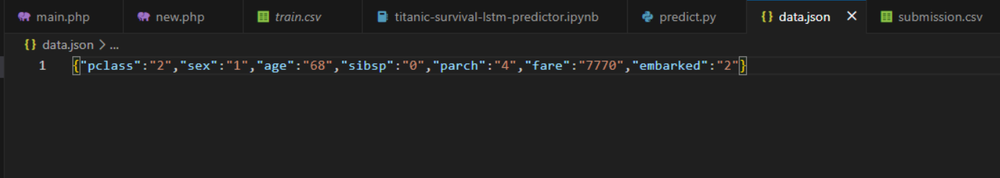 main.php new.php train.csv titanic-survival-lstm-predictor.ipynb predict.py {} data.json × submission.csv
{} data.json > ...
1 {"pclass":"2","sex":"1","age":"68","sibsp":"0","parch":"4","fare":"7770","embarked":"2"}